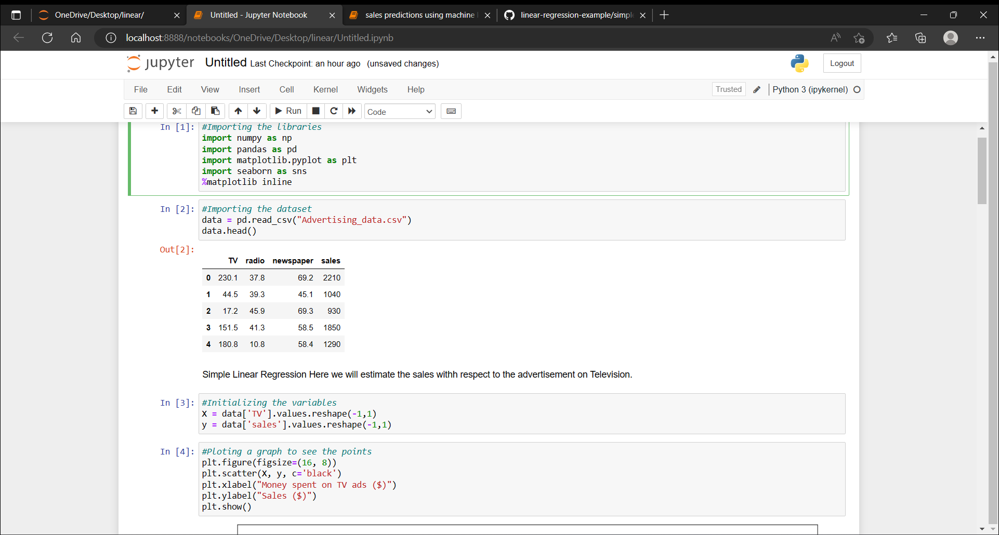 OneDrive/Desktop/linear/
Untitled - Jupyter Notebook
sales predictions using machine
linear-regression-example/simpl
localhost:8888/notebooks/OneDrive/Desktop/linear/Untitled.ipynb
jupyter Untitled Last Checkpoint: an hour ago (unsaved changes)
Logout
File Edit View Insert Cell Kernel Widgets Help
Trusted Python 3 (ipykernel)
Run Code
In [1]: #Importing the libraries
import numpy as np
import pandas as pd
import matplotlib.pyplot as plt
import seaborn as sns
%matplotlib inline
In [2]: #Importing the dataset
data = pd.read_csv("Advertising_data.csv")
data.head()
Out[2]:
TV radio newspaper sales
0 230.1 37.8 69.2 2210
1 44.5 39.3 45.1 1040
2 17.2 45.9 69.3 930
3 151.5 41.3 58.5 1850
4 180.8 10.8 58.4 1290
Simple Linear Regression Here we will estimate the sales withh respect to the advertisement on Television.
In [3]: #Initializing the variables
X = data['TV'].values.reshape(-1,1)
y = data['sales'].values.reshape(-1,1)
In [4]: #Ploting a graph to see the points
plt.figure(figsize=(16, 8))
plt.scatter(X, y, c='black')
plt.xlabel("Money spent on TV ads ($)")
plt.ylabel("Sales ($)")
plt.show()